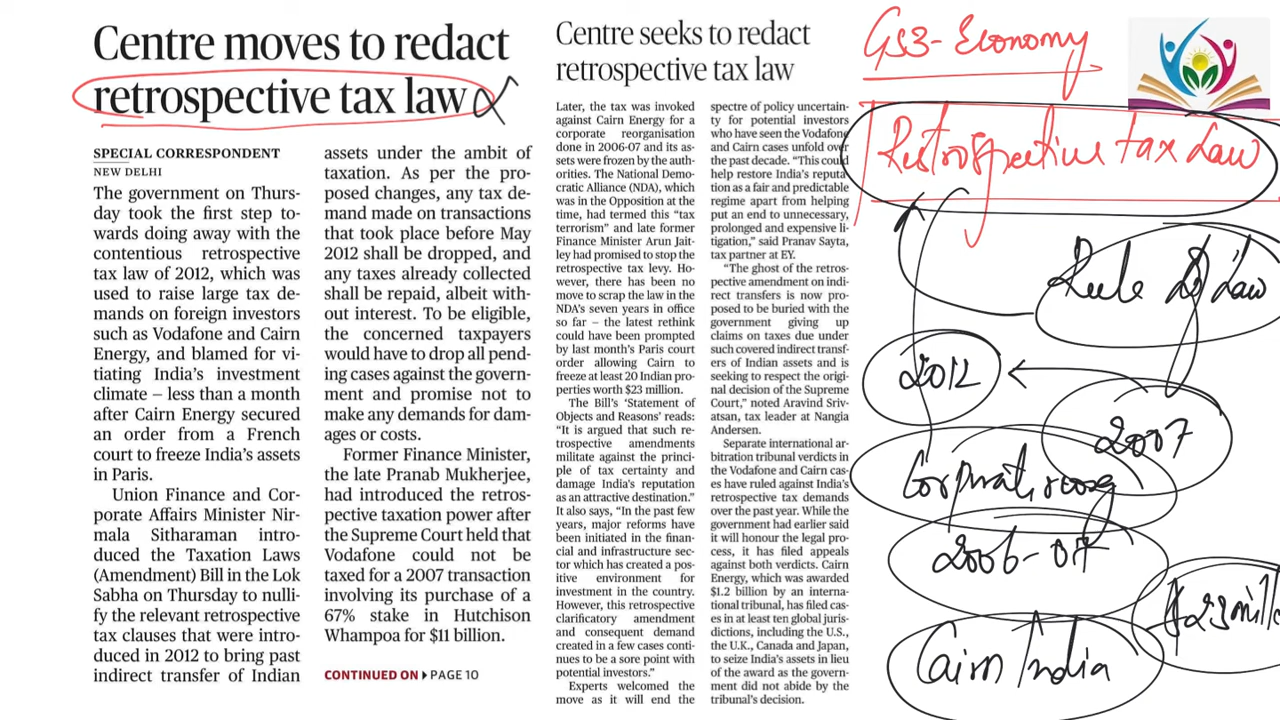 Centre moves to redact
retrospective tax law
SPECIAL CORRESPONDENT
NEW DELHI
The government on Thurs-
day took the first step to-
wards doing away with the
contentious retrospective
tax law of 2012, which was
used to raise large tax de-
mands on foreign investors
such as Vodafone and Cairn
Energy, and blamed for vi-
tiating India's investment
climate – less than a month
after Cairn Energy secured
an order from a French
court to freeze India's assets
in Paris.
Union Finance and Cor-
porate Affairs Minister Nir-
mala Sitharaman intro-
duced the Taxation Laws
(Amendment) Bill in the Lok
Sabha on Thursday to nulli-
fy the relevant retrospective
tax clauses that were intro-
duced in 2012 to bring past
indirect transfer of Indian
assets under the ambit of
taxation. As per the pro-
posed changes, any tax de-
mand made on transactions
that took place before May
2012 shall be dropped, and
any taxes already collected
shall be repaid, albeit with-
out interest. To be eligible,
the concerned taxpayers
would have to drop all pend-
ing cases against the govern-
ment and promise not to
make any demands for dam-
ages or costs.
Former Finance Minister,
the late Pranab Mukherjee,
had introduced the retros-
pective taxation power after
the Supreme Court held that
Vodafone could not be
taxed for a 2007 transaction
involving its purchase of a
67% stake in Hutchison
Whampoa for $11 billion.
CONTINUED ON PAGE 10
Centre seeks to redact
retrospective tax law
Later, the tax was invoked
against Cairn Energy for a
corporate reorganisation
done in 2006-07 and its as-
sets were frozen by the auth-
orities. The National Demo-
cratic Alliance (NDA), which
was in the Opposition at the
time, had termed this "tax
terrorism" and late former
Finance Minister Arun Jait-
ley had promised to stop the
retrospective tax levy. Ho-
wever, there has been no
move to scrap the law in the
NDA's seven years in office
so far – the latest rethink
could have been prompted
by last month's Paris court
order allowing Cairn to
freeze at least 20 Indian pro-
perties worth $23 million.
The Bill's 'Statement of
Objects and Reasons' reads:
"It is argued that such re-
trospective amendments
militate against the princi-
ple of tax certainty and
damage India's reputation
as an attractive destination."
It also says, "In the past few
years, major reforms have
been initiated in the finan-
cial and infrastructure sec-
tor which has created a pos-
itive environment for
investment in the country.
However, this retrospective
clarificatory amendment
and consequent demand
created in a few cases conti-
nues to be a sore point with
potential investors."
Experts welcomed the
move as it will end the
spectre of policy uncertain-
ty for potential investors
who have seen the Vodafone
and Cairn cases unfold over
the past decade. "This could
help restore India's reputa-
tion as a fair and predictable
regime apart from helping
put an end to unnecessary,
prolonged and expensive li-
tigation," said Pranav Sayta,
tax partner at EY.
"The ghost of the retros-
pective amendment on indi-
rect transfers is now pro-
posed to be buried with the
government giving up
claims on taxes due under
such covered indirect transf-
ers of Indian assets and is
seeking to respect the origi-
nal decision of the Supreme
Court," noted Aravind Sriv-
atsan, tax leader at Nangia
Andersen.
Separate international ar-
bitration tribunal verdicts in
the Vodafone and Cairn cas-
es have ruled against India's
retrospective tax demands
over the past year. While the
government had earlier said
it will honour the legal pro-
cess, it has filed appeals
against both verdicts. Cairn
Energy, which was awarded
$1.2 billion by an interna-
tional tribunal, has filed cas-
es in at least ten global juris-
dictions, including the U.S.,
the U.K., Canada and Japan,
to seize India's assets in lieu
of the award as the govern-
ment did not abide by the
tribunal's decision.
GS3- Economy
Retrospective tax Law
Rule of Law
2012
2007
2006-07
Cairn India